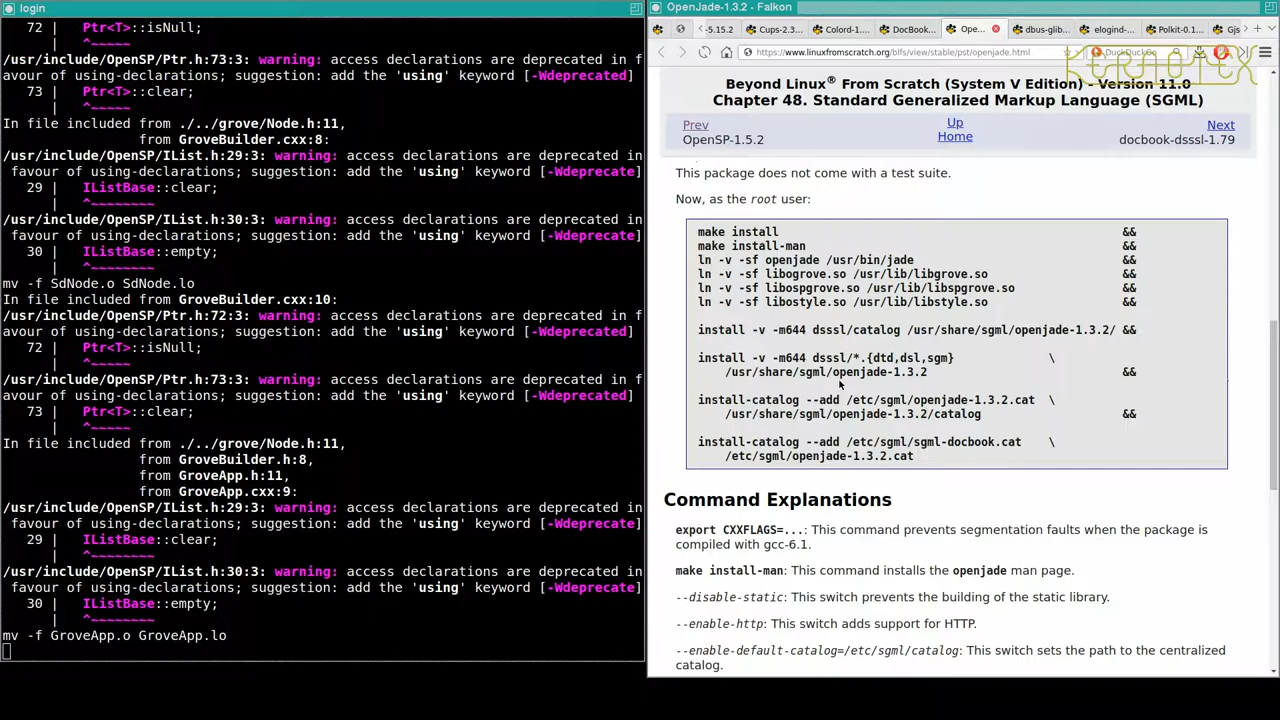 login
72 |   Ptr<T>::isNull;
|   ^~~~~~
/usr/include/OpenSP/Ptr.h:73:3: warning: access declarations are deprecated in f
avour of using-declarations; suggestion: add the 'using' keyword [-Wdeprecated]
73 |   Ptr<T>::clear;
|   ^~~~~~
In file included from ./../grove/Node.h:11,
from GroveBuilder.cxx:8:
/usr/include/OpenSP/IList.h:29:3: warning: access declarations are deprecated in
favour of using-declarations; suggestion: add the 'using' keyword [-Wdeprecate]
29 |   IListBase::clear;
|   ^~~~~~~~~
/usr/include/OpenSP/IList.h:30:3: warning: access declarations are deprecated in
favour of using-declarations; suggestion: add the 'using' keyword [-Wdeprecate]
30 |   IListBase::empty;
|   ^~~~~~~~~
mv -f SdNode.o SdNode.lo
In file included from GroveBuilder.cxx:10:
/usr/include/OpenSP/Ptr.h:72:3: warning: access declarations are deprecated in f
avour of using-declarations; suggestion: add the 'using' keyword [-Wdeprecated]
72 |   Ptr<T>::isNull;
|   ^~~~~~
/usr/include/OpenSP/Ptr.h:73:3: warning: access declarations are deprecated in f
avour of using-declarations; suggestion: add the 'using' keyword [-Wdeprecated]
73 |   Ptr<T>::clear;
|   ^~~~~~
In file included from ./../grove/Node.h:11,
from GroveBuilder.h:8,
from GroveApp.h:11,
from GroveApp.cxx:9:
/usr/include/OpenSP/IList.h:29:3: warning: access declarations are deprecated in
favour of using-declarations; suggestion: add the 'using' keyword [-Wdeprecate]
29 |   IListBase::clear;
|   ^~~~~~~~~
/usr/include/OpenSP/IList.h:30:3: warning: access declarations are deprecated in
favour of using-declarations; suggestion: add the 'using' keyword [-Wdeprecate]
30 |   IListBase::empty;
|   ^~~~~~~~~
mv -f GroveApp.o GroveApp.lo
OpenJade-1.3.2 - Falkon
-5.15.2 Cups-2.3... Colord-1... DocBook... Ope... dbus-glib... elogind-... Polkit-0.1... Gjs
https://www.linuxfromscratch.org/blfs/view/stable/pst/openjade.html DuckDuckGo
KERNOTEX
Beyond Linux® From Scratch (System V Edition) - Version 11.0
Chapter 48. Standard Generalized Markup Language (SGML)
Prev Up Next
OpenSP-1.5.2 Home docbook-dsssl-1.79
This package does not come with a test suite.
Now, as the root user:
make install &&
make install-man &&
ln -v -sf openjade /usr/bin/jade &&
ln -v -sf libogrove.so /usr/lib/libgrove.so &&
ln -v -sf libospgrove.so /usr/lib/libspgrove.so &&
ln -v -sf libostyle.so /usr/lib/libstyle.so &&
install -v -m644 dsssl/catalog /usr/share/sgml/openjade-1.3.2/ &&
install -v -m644 dsssl/*.{dtd,dsl,sgm} \
/usr/share/sgml/openjade-1.3.2 &&
install-catalog --add /etc/sgml/openjade-1.3.2.cat \
/usr/share/sgml/openjade-1.3.2/catalog &&
install-catalog --add /etc/sgml/sgml-docbook.cat \
/etc/sgml/openjade-1.3.2.cat
Command Explanations
export CXXFLAGS=...: This command prevents segmentation faults when the package is
compiled with gcc-6.1.
make install-man: This command installs the openjade man page.
--disable-static: This switch prevents the building of the static library.
--enable-http: This switch adds support for HTTP.
--enable-default-catalog=/etc/sgml/catalog: This switch sets the path to the centralized
catalog.